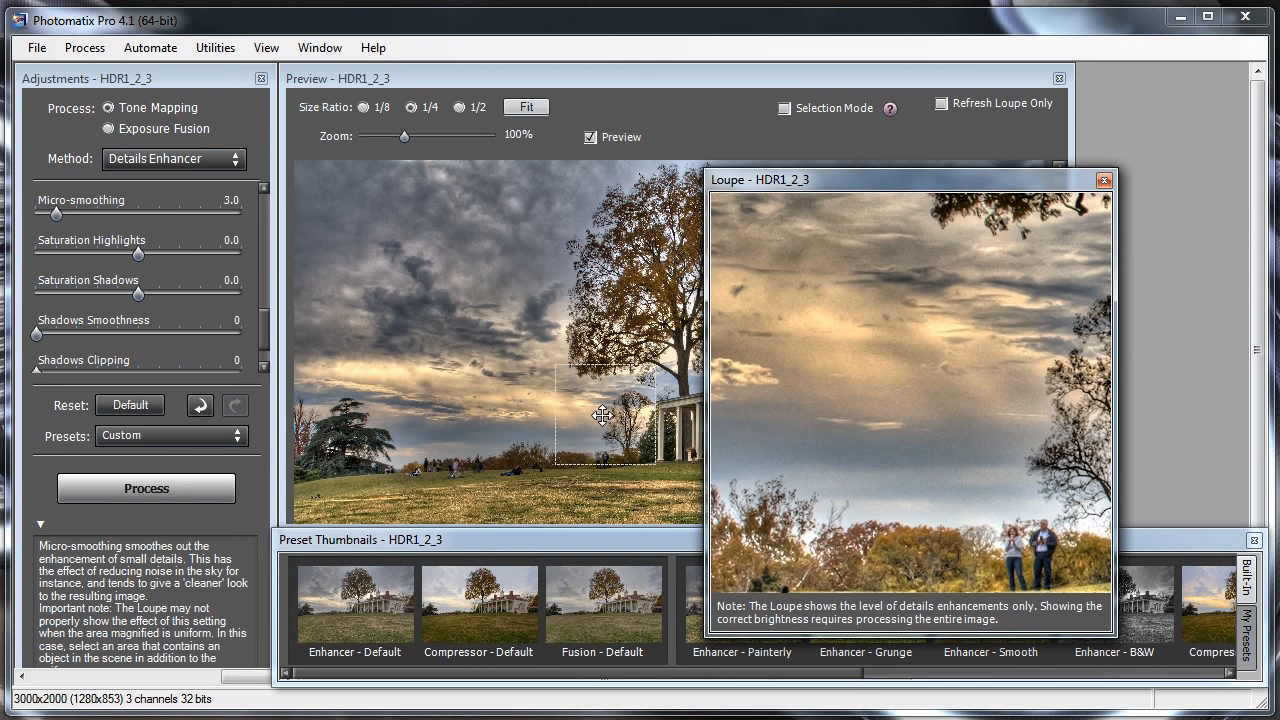 Photomatix Pro 4.1 (64-bit)
File Process Automate Utilities View Window Help
Adjustments - HDR1_2_3
Process: Tone Mapping
Exposure Fusion
Method: Details Enhancer
Micro-smoothing 3.0
Saturation Highlights 0.0
Saturation Shadows 0.0
Shadows Smoothness 0
Shadows Clipping 0
Reset: Default
Presets: Custom
Process
Micro-smoothing smoothes out the
enhancement of small details. This has
the effect of reducing noise in the sky for
instance, and tends to give a 'cleaner' look
to the resulting image.
Important note: The Loupe may not
properly show the effect of this setting
when the area magnified is uniform. In this
case, select an area that contains an
object in the scene in addition to the
Preview - HDR1_2_3
Size Ratio: 1/8 1/4 1/2 Fit
Selection Mode ? Refresh Loupe Only
Zoom: 100% Preview
Loupe - HDR1_2_3
Note: The Loupe shows the level of details enhancements only. Showing the
correct brightness requires processing the entire image.
Preset Thumbnails - HDR1_2_3
Enhancer - Default Compressor - Default Fusion - Default Enhancer - Painterly Enhancer - Grunge Enhancer - Smooth Enhancer - B&W Compres
Built-In
My Presets
3000x2000 (1280x853) 3 channels 32 bits